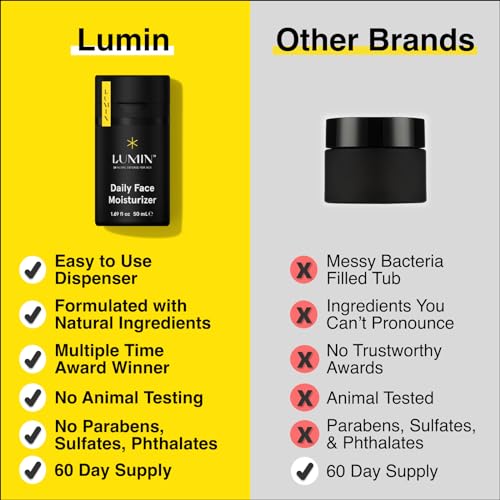 Lumin
Other Brands
LUMIN
LUMIN™
Daily Face
Moisturizer
1.69 fl oz 50 mL e
Easy to Use
Dispenser
Formulated with
Natural Ingredients
Multiple Time
Award Winner
No Animal Testing
No Parabens,
Sulfates, Phthalates
60 Day Supply
Messy Bacteria
Filled Tub
Ingredients You
Can't Pronounce
No Trustworthy
Awards
Animal Tested
Parabens, Sulfates,
& Phthalates
60 Day Supply